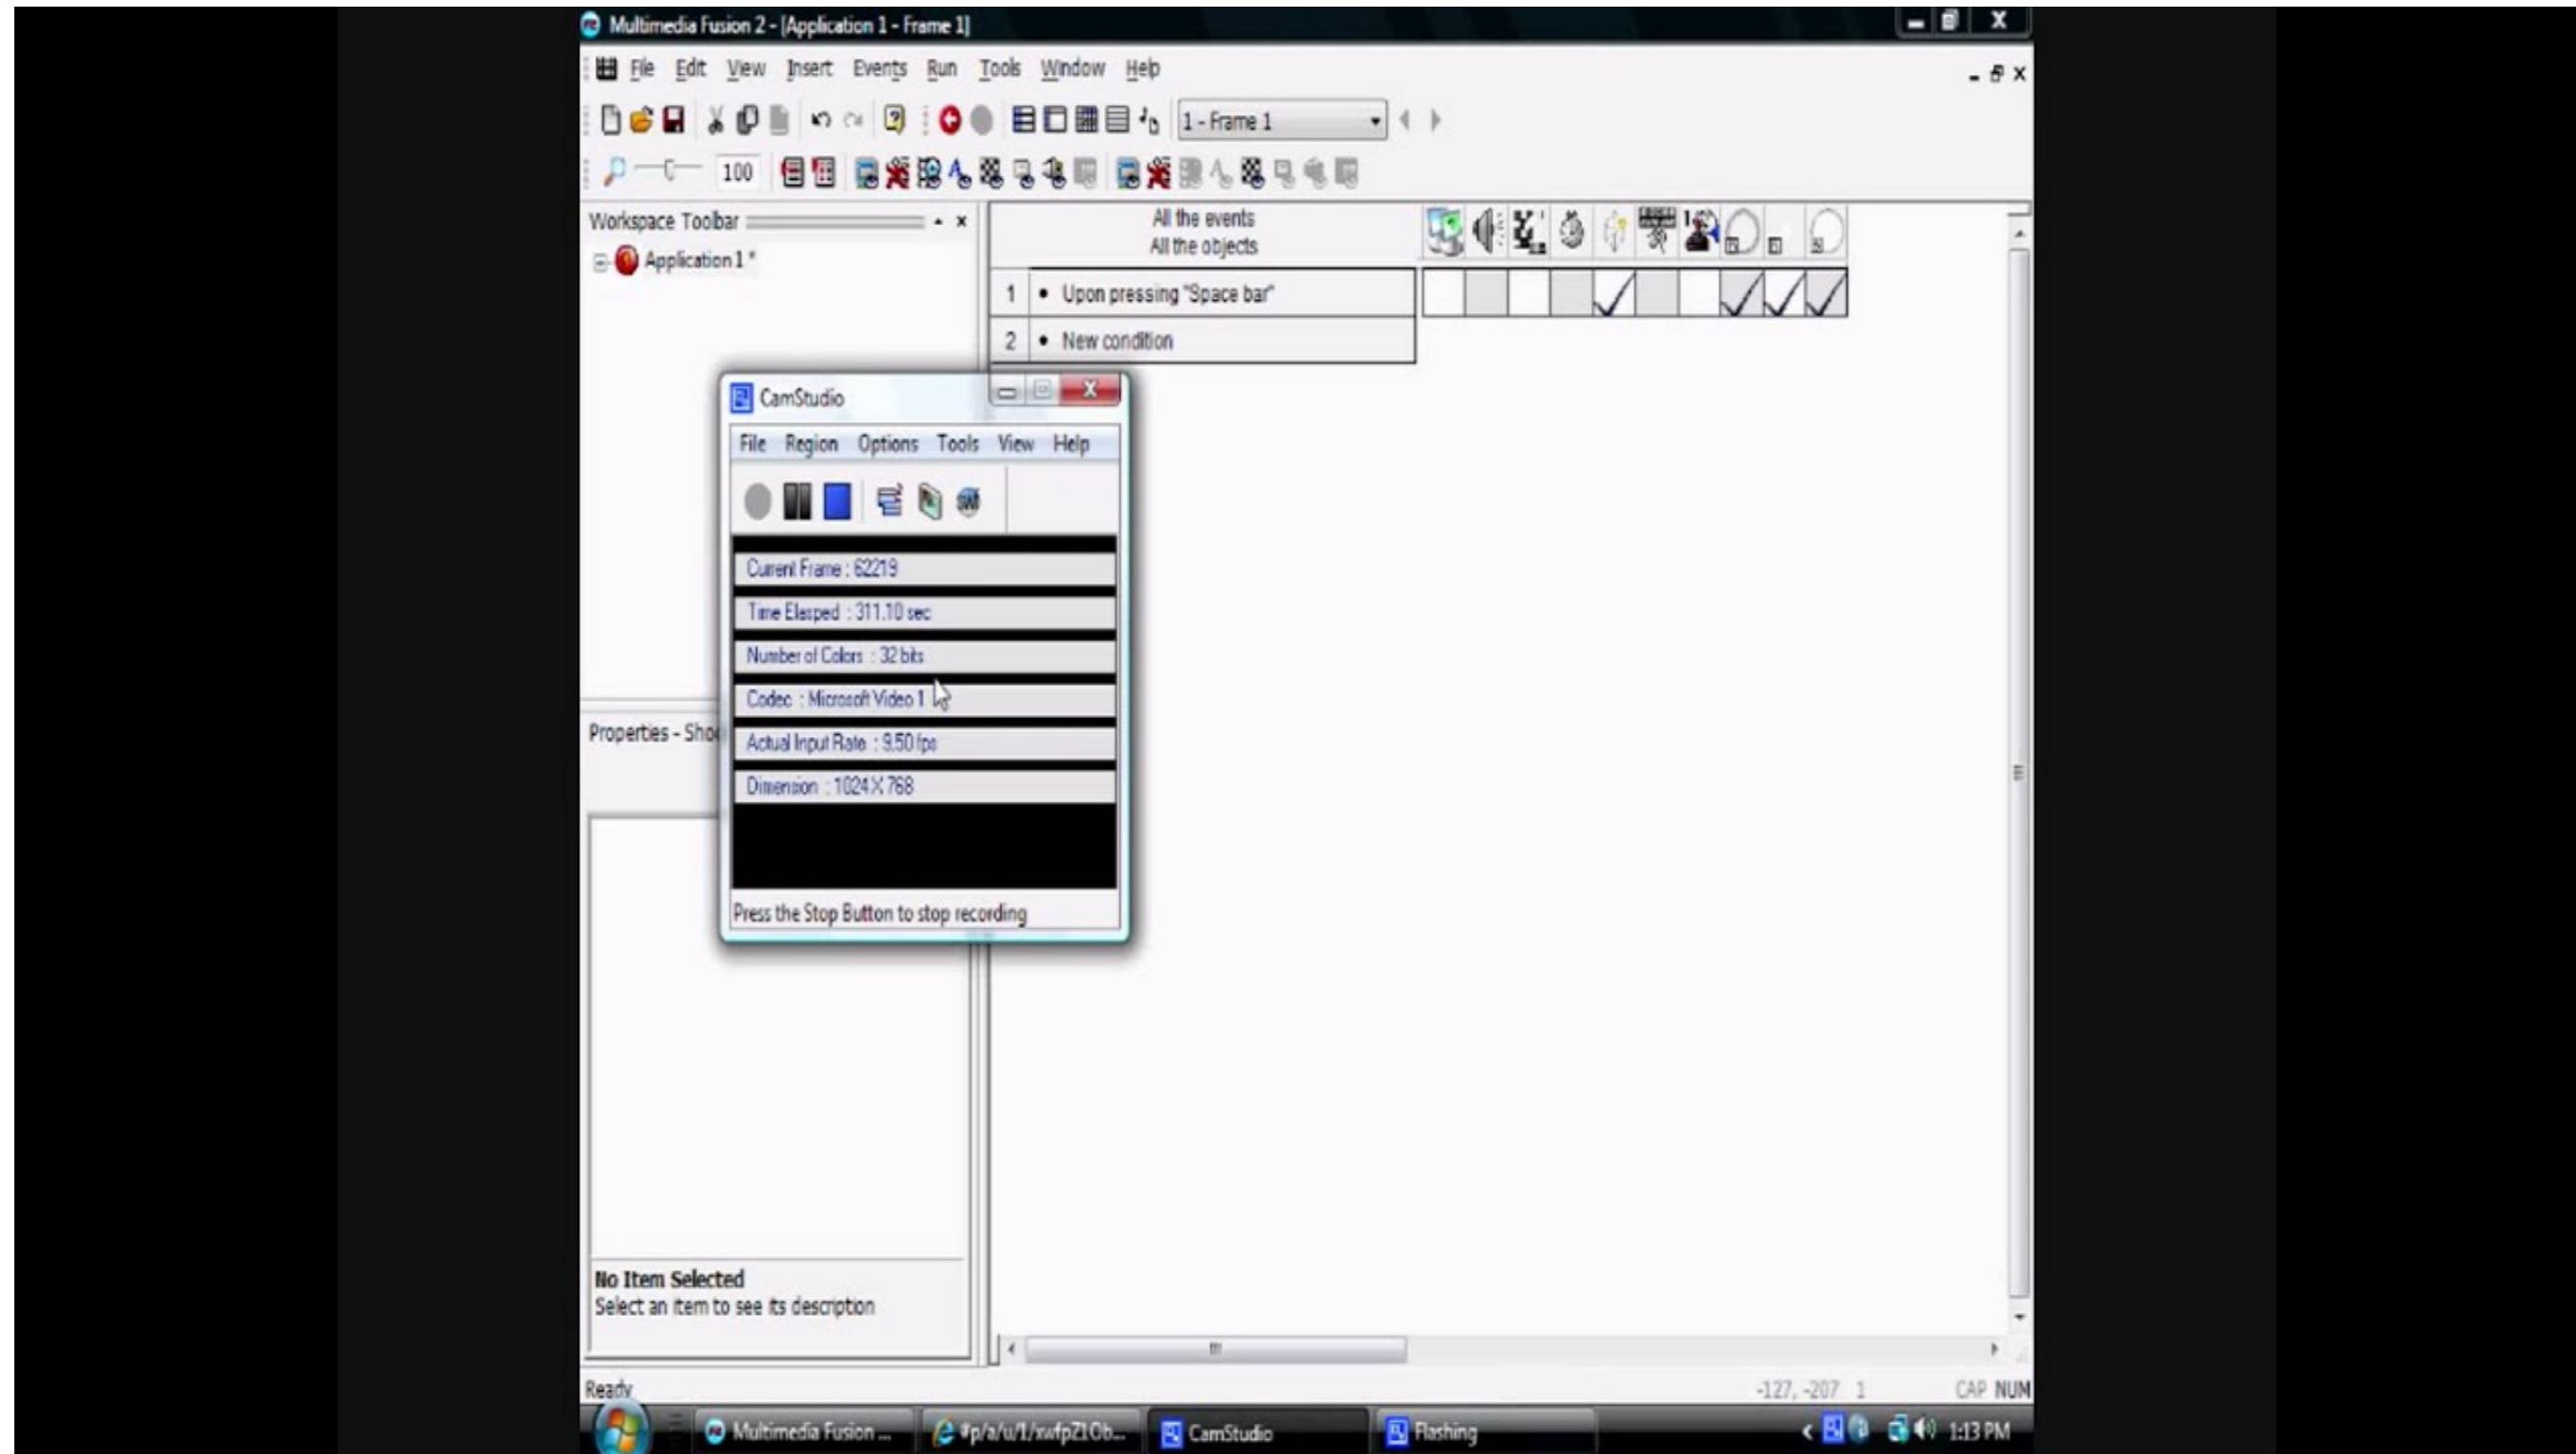 Multimedia Fusion 2 - [Application 1 - Frame 1]
File Edit View Insert Events Run Tools Window Help
1 - Frame 1
100
Workspace Toolbar
Application 1 *
All the events
All the objects
1 • Upon pressing "Space bar"
2 • New condition
CamStudio
File Region Options Tools View Help
Current Frame : 62219
Time Elasped : 311.10 sec
Number of Colors : 32 bits
Codec : Microsoft Video 1
Actual Input Rate : 9.50 fps
Dimension : 1024 X 768
Press the Stop Button to stop recording
Properties - Shoo
No Item Selected
Select an item to see its description
Ready
-127, -207 1 CAP NUM
Multimedia Fusion ...
CamStudio
Flashing
1:13 PM